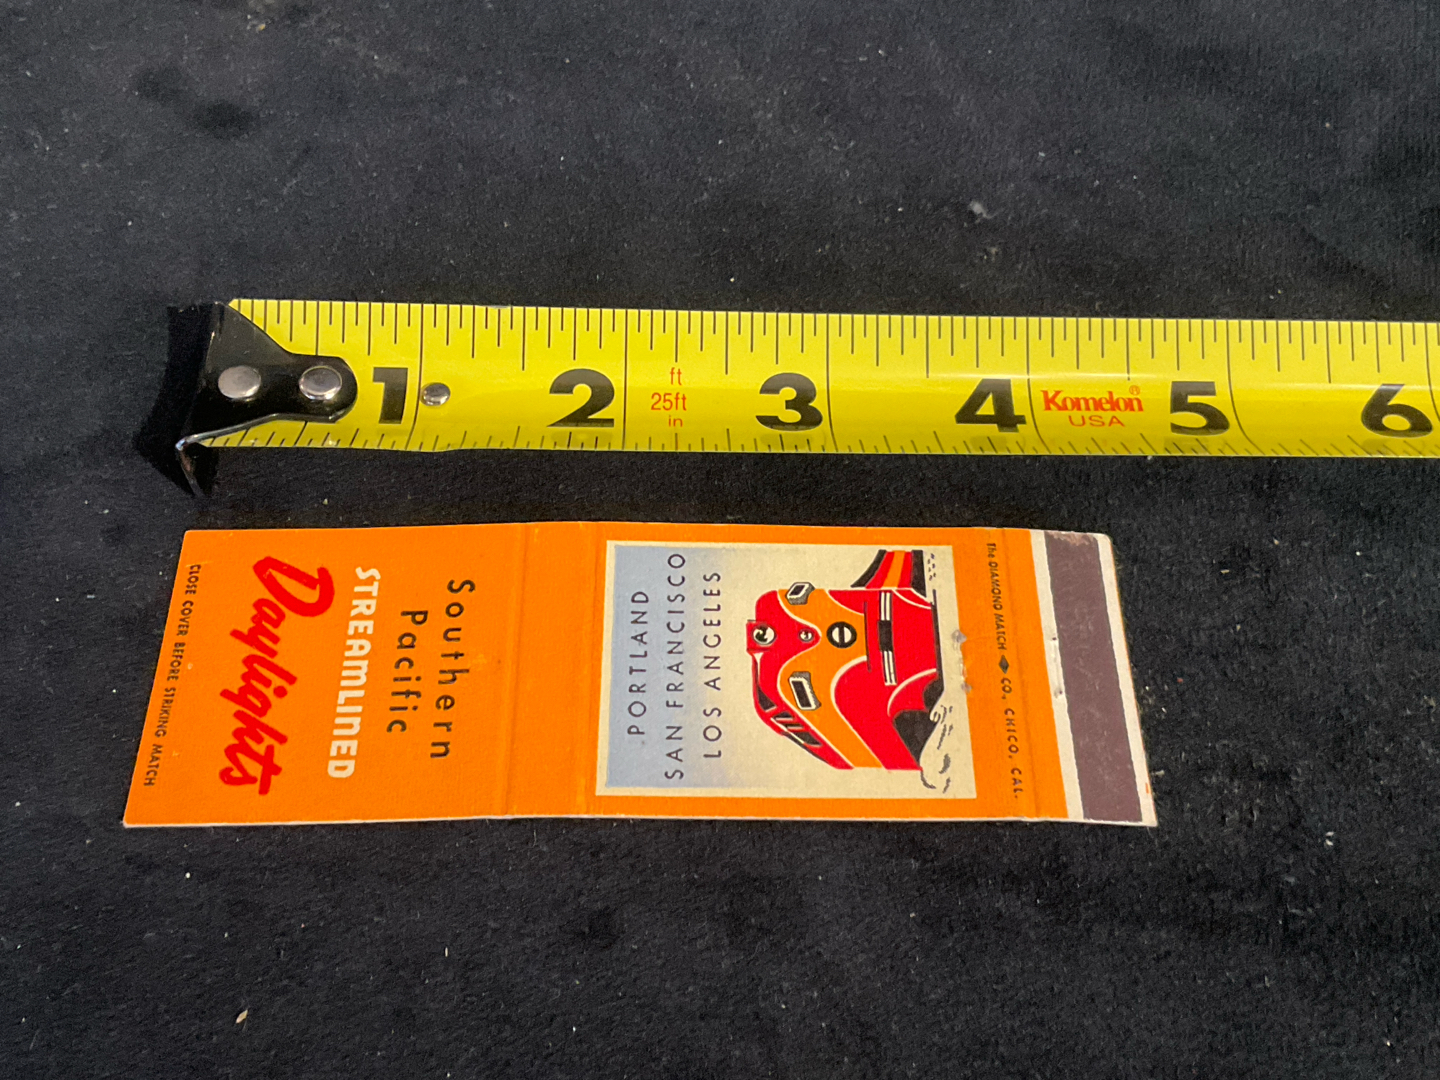 1 2 3 4 5 6
ft
25ft
in
Komelon®
USA
Southern
Pacific
STREAMLINED
Daylights
CLOSE COVER BEFORE STRIKING MATCH
PORTLAND
SAN FRANCISCO
LOS ANGELES
The DIAMOND MATCH CO., CHICO, CAL.